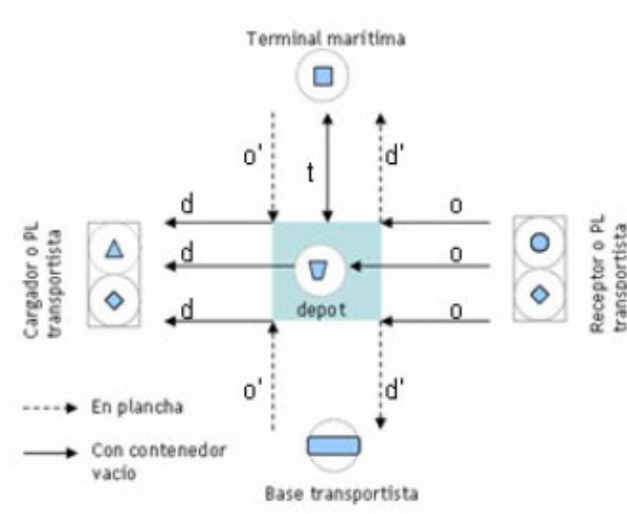 Terminal marítima
o'
t
d'
d
o
Cargador o PL
transportista
d
o
Receptor o PL
transportista
depot
d
o
o'
d'
En plancha
Con contenedor
vacío
Base transportista